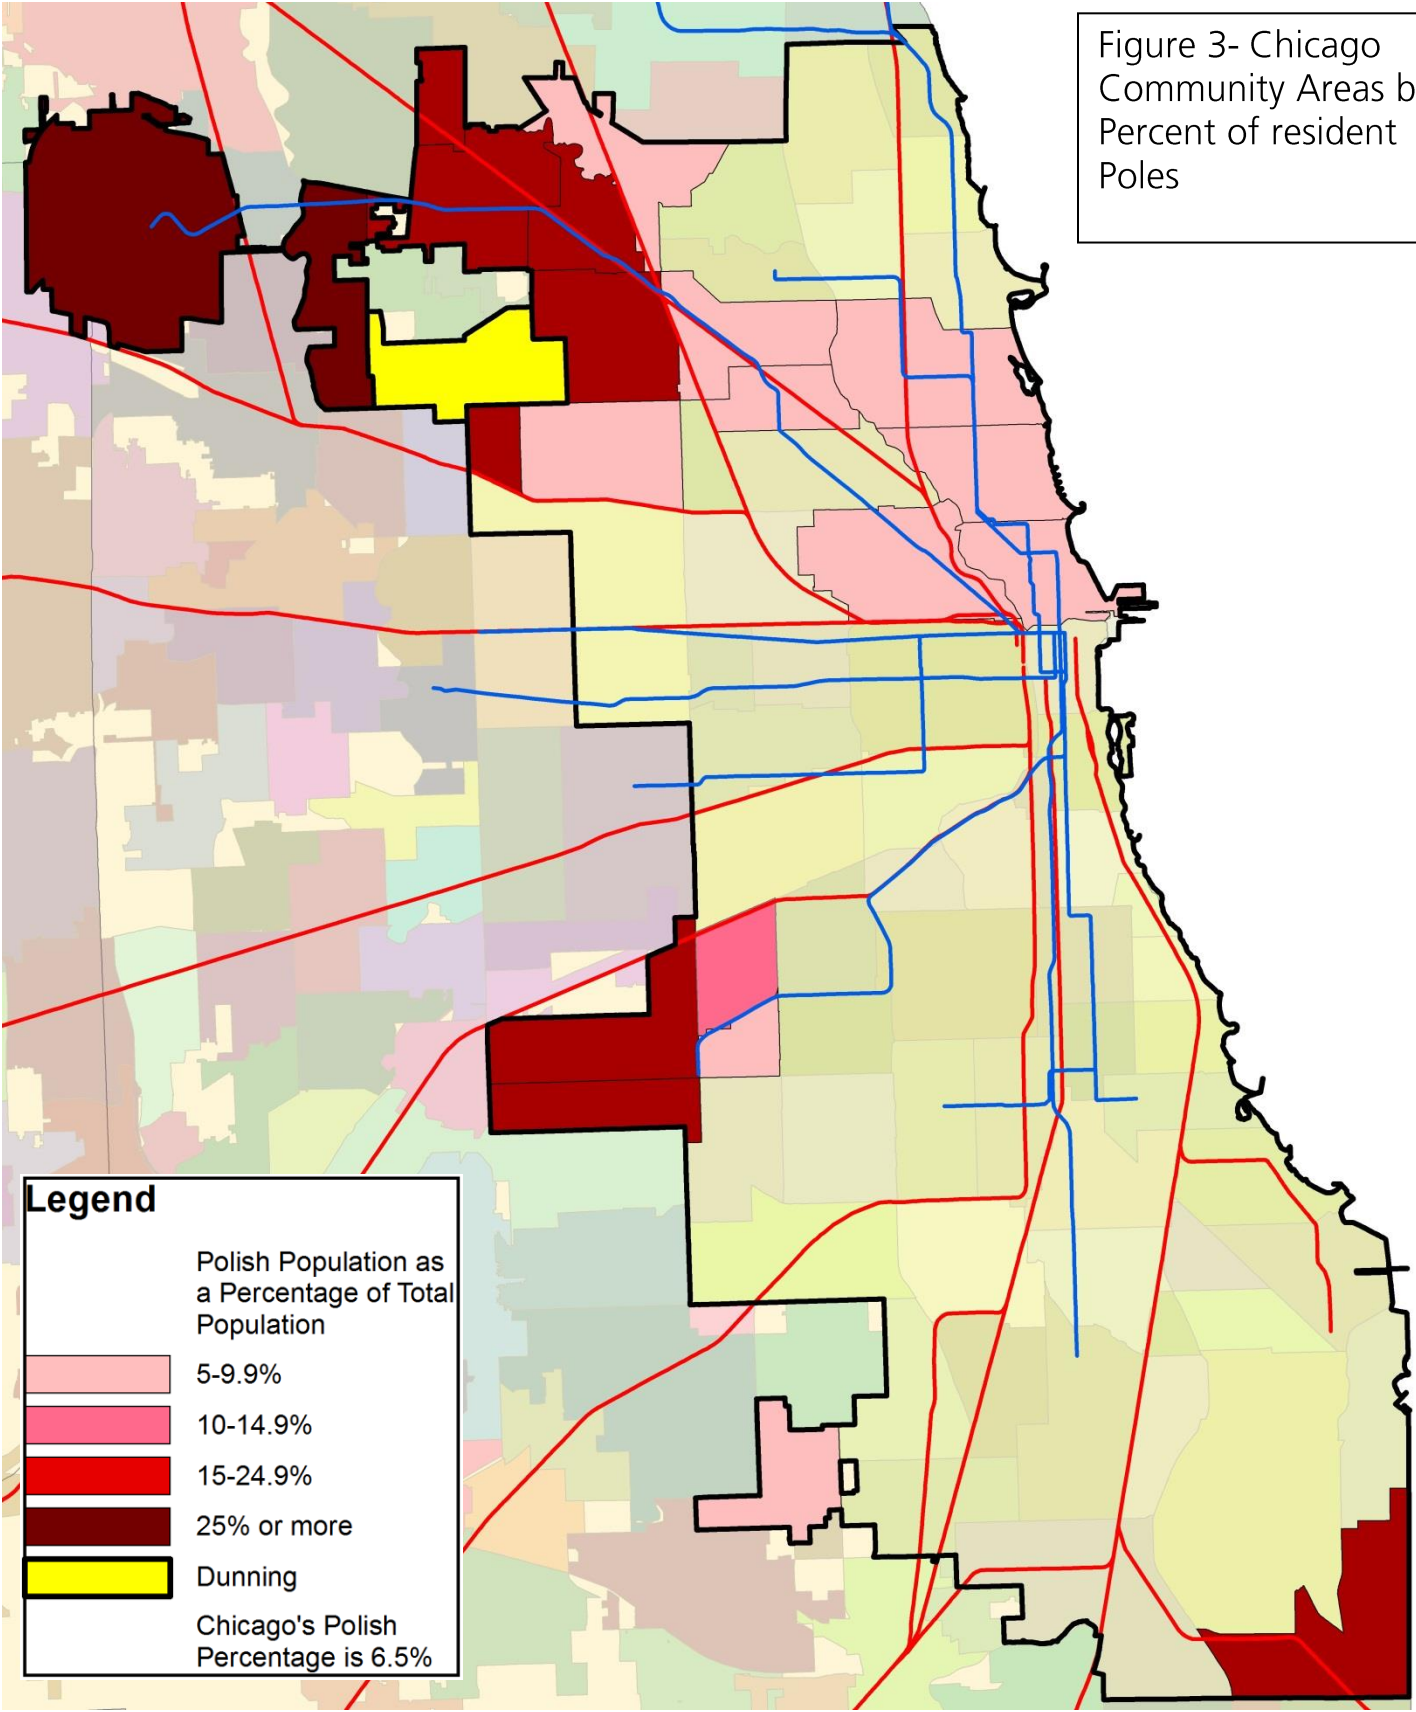 Figure 3- Chicago
Community Areas b
Percent of resident
Poles
Legend
Polish Population as
a Percentage of Total
Population
5-9.9%
10-14.9%
15-24.9%
25% or more
Dunning
Chicago's Polish
Percentage is 6.5%